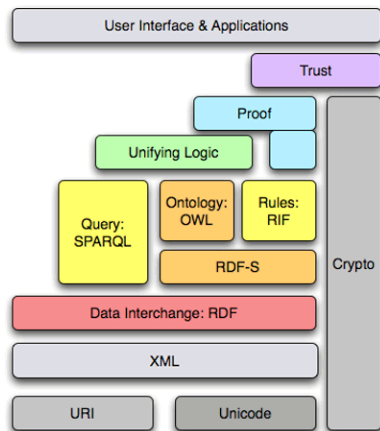 User Interface & Applications
Trust
Proof
Unifying Logic
Query:
SPARQL
Ontology:
OWL
Rules:
RIF
RDF-S
Crypto
Data Interchange: RDF
XML
URI
Unicode